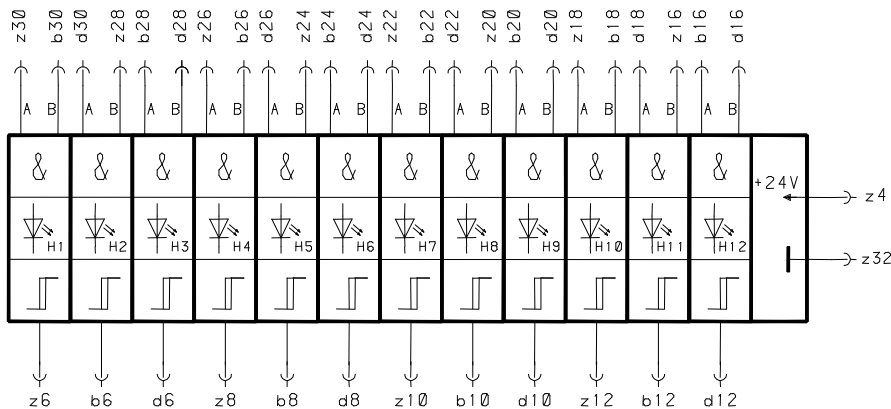 z30 b30 d30 z28 b28 d28 z26 b26 d26 z24 b24 d24 z22 b22 d22 z20 b20 d20 z18 b18 d18 z16 b16 d16
A B A B A B A B A B A B A B A B A B A B A B A B
& & & & & & & & & & & &
+24V
z4
H1 H2 H3 H4 H5 H6 H7 H8 H9 H10 H11 H12
z32
z6 b6 d6 z8 b8 d8 z10 b10 d10 z12 b12 d12